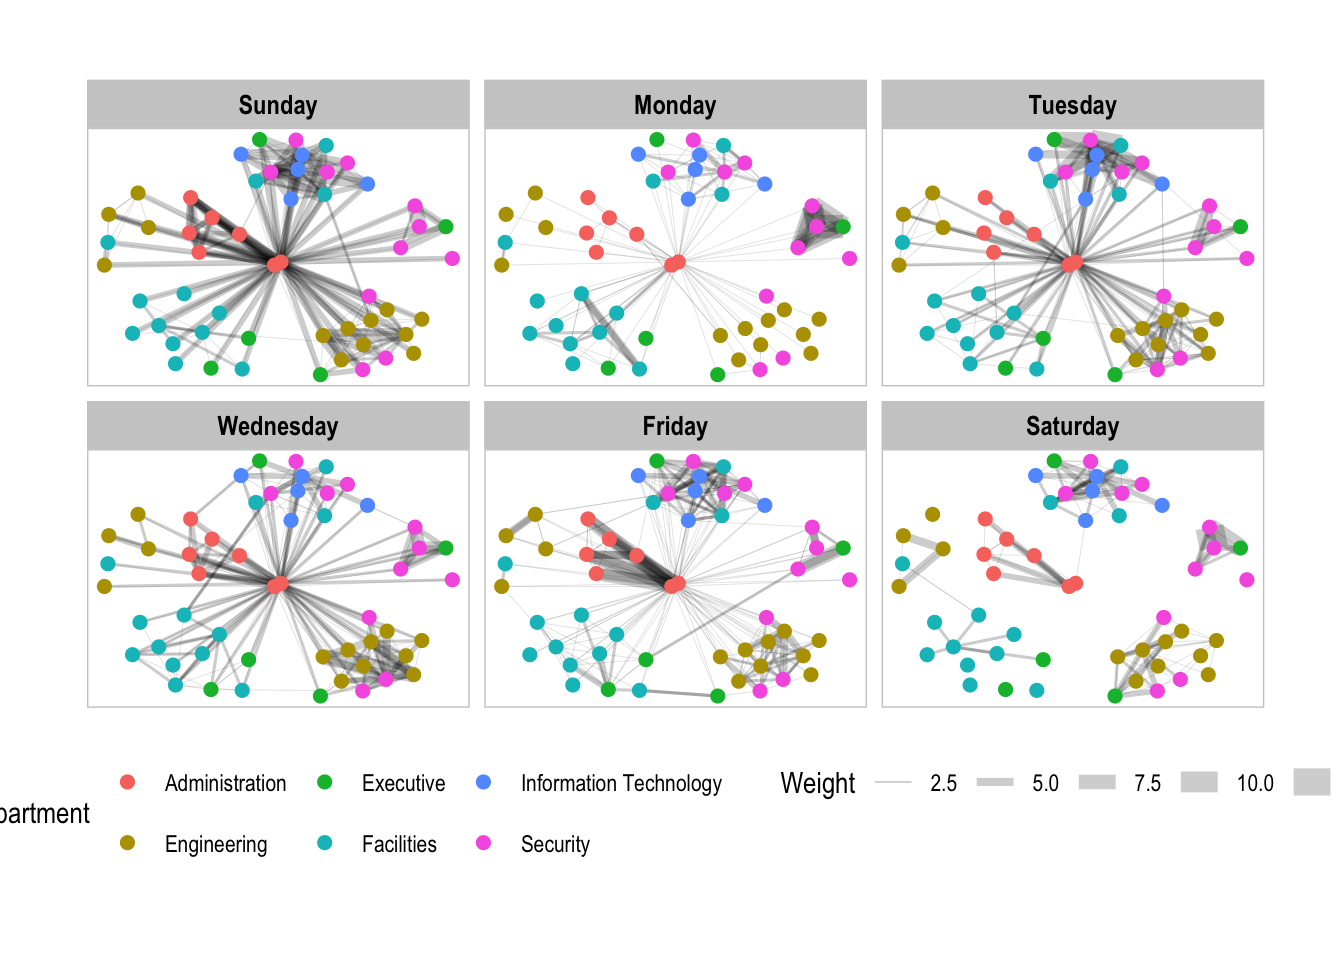 Sunday
Monday
Tuesday
Wednesday
Friday
Saturday
Administration
Executive
Information Technology
Weight
2.5
5.0
7.5
10.0
partment
Engineering
Facilities
Security